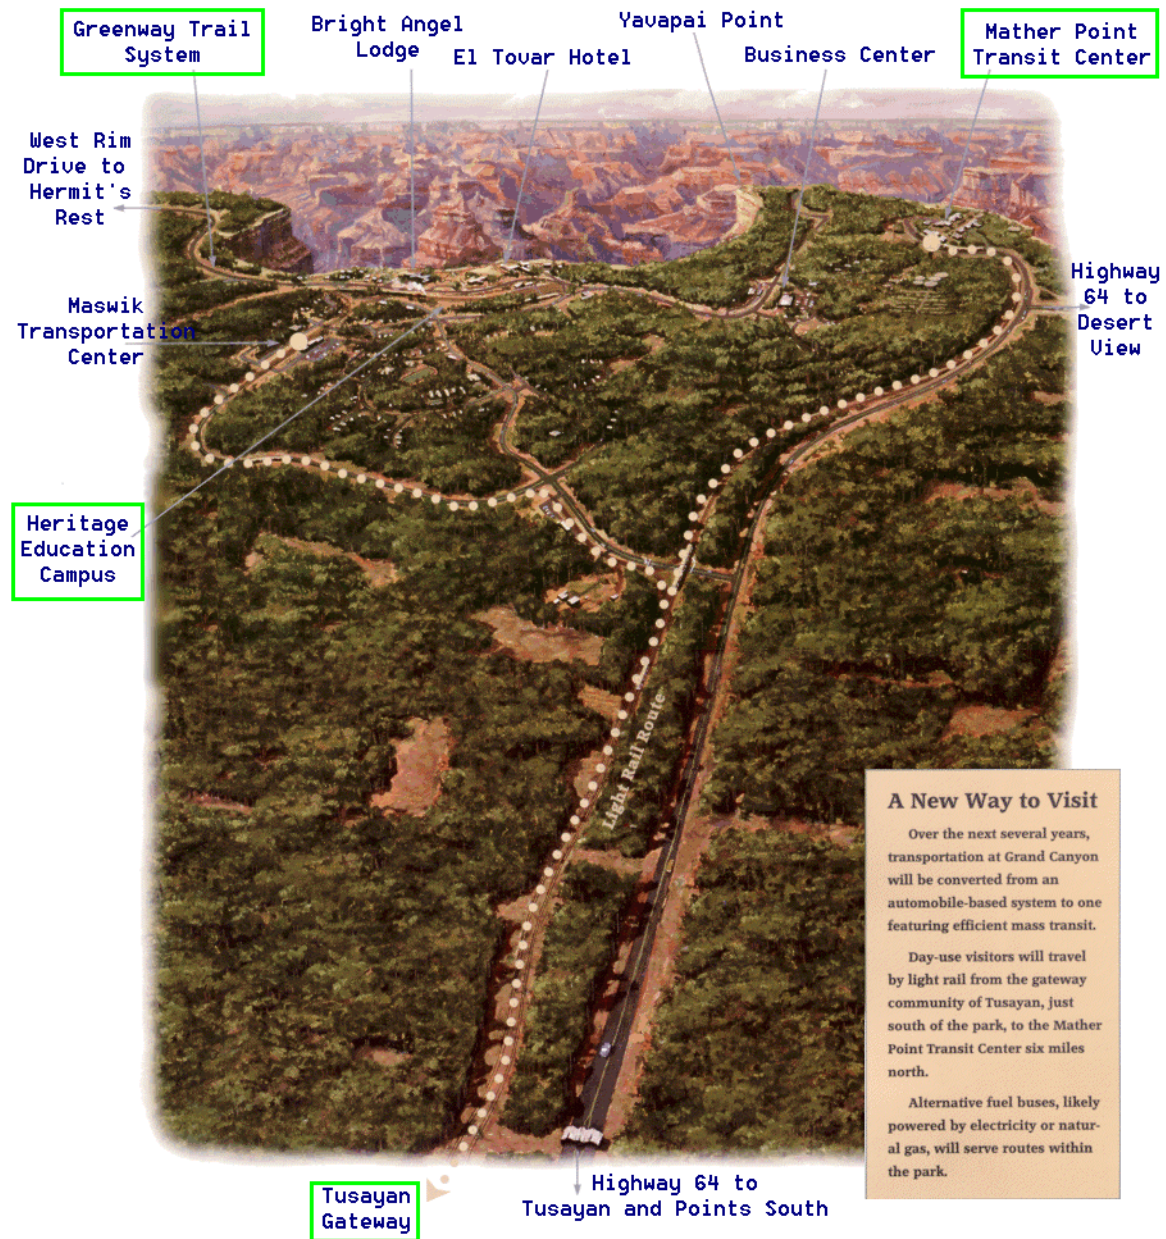 Greenway Trail
System
Bright Angel
Lodge
El Tovar Hotel
Yavapai Point
Business Center
Mather Point
Transit Center
West Rim
Drive to
Hermit's
Rest
Maswik
Transportation
Center
Highway
64 to
Desert
View
Heritage
Education
Campus
Light Rail Route
A New Way to Visit
Over the next several years,
transportation at Grand Canyon
will be converted from an
automobile-based system to one
featuring efficient mass transit.
Day-use visitors will travel
by light rail from the gateway
community of Tusayan, just
south of the park, to the Mather
Point Transit Center six miles
north.
Alternative fuel buses, likely
powered by electricity or natur-
al gas, will serve routes within
the park.
Tusayan
Gateway
Highway 64 to
Tusayan and Points South